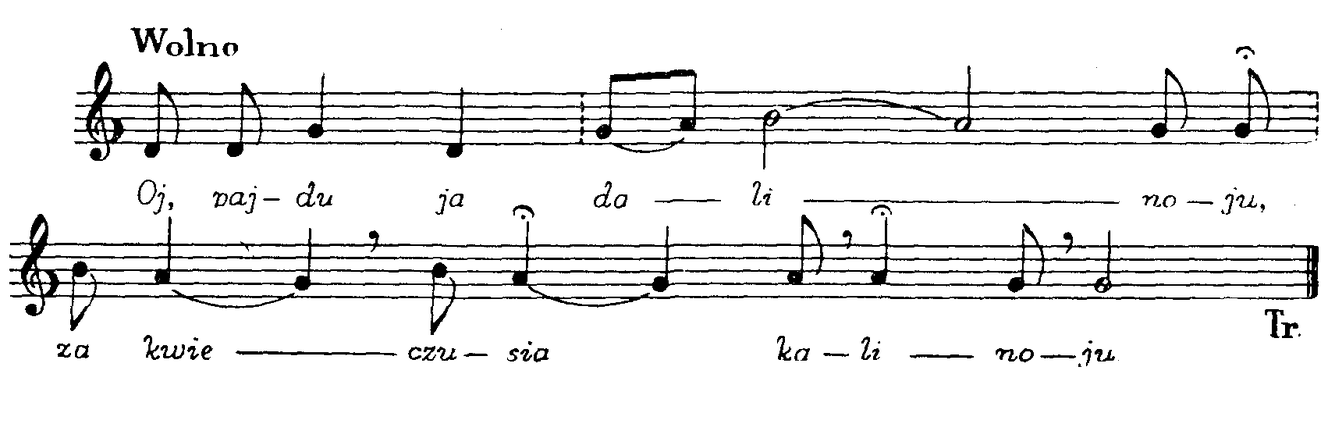 Wolno
Oj, paj- du ja da — li — no — ju,
za kwie — czu — sia ka — li — no — ju
Tr.